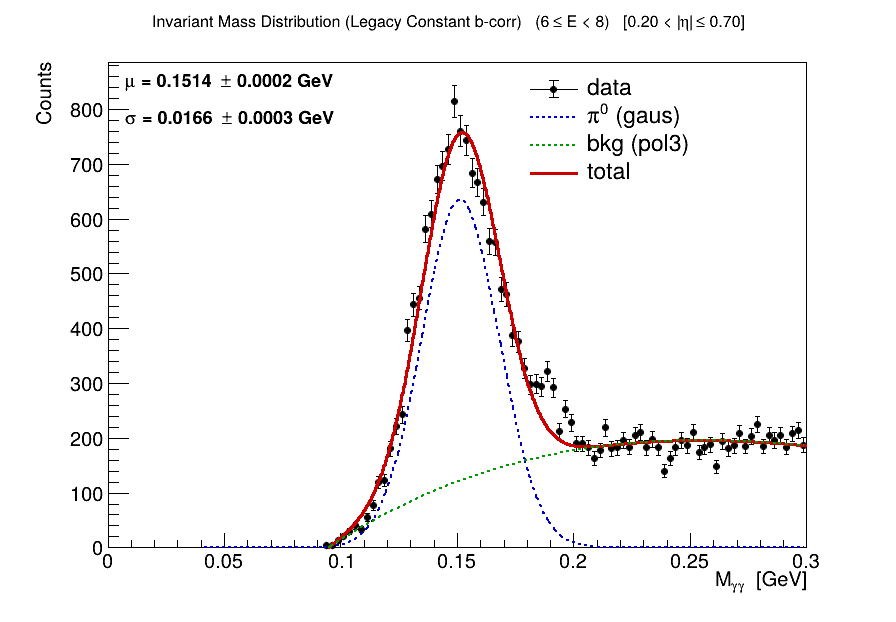 Invariant Mass Distribution (Legacy Constant b-corr)   (6 ≤ E < 8)   [0.20 < |η| ≤ 0.70]
μ = 0.1514 ± 0.0002 GeV
σ = 0.0166 ± 0.0003 GeV
data
π⁰ (gaus)
bkg (pol3)
total
Counts
800
700
600
500
400
300
200
100
0
0 0.05 0.1 0.15 0.2 0.25 0.3
M_γγ [GeV]